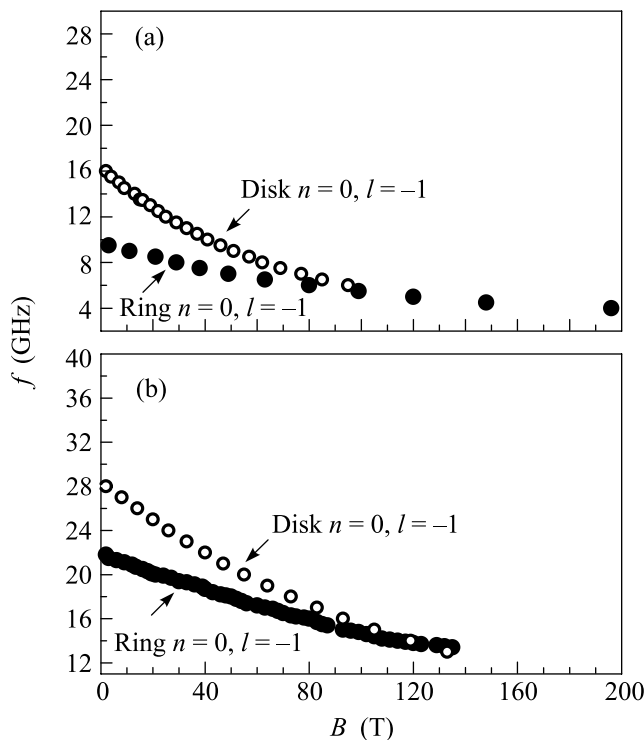 (a)
28
24
20
16
12
8
4
Disk n = 0, l = –1
Ring n = 0, l = –1
f (GHz)
(b)
40
36
32
28
24
20
16
12
Disk n = 0, l = –1
Ring n = 0, l = –1
0 40 80 120 160 200
B (T)